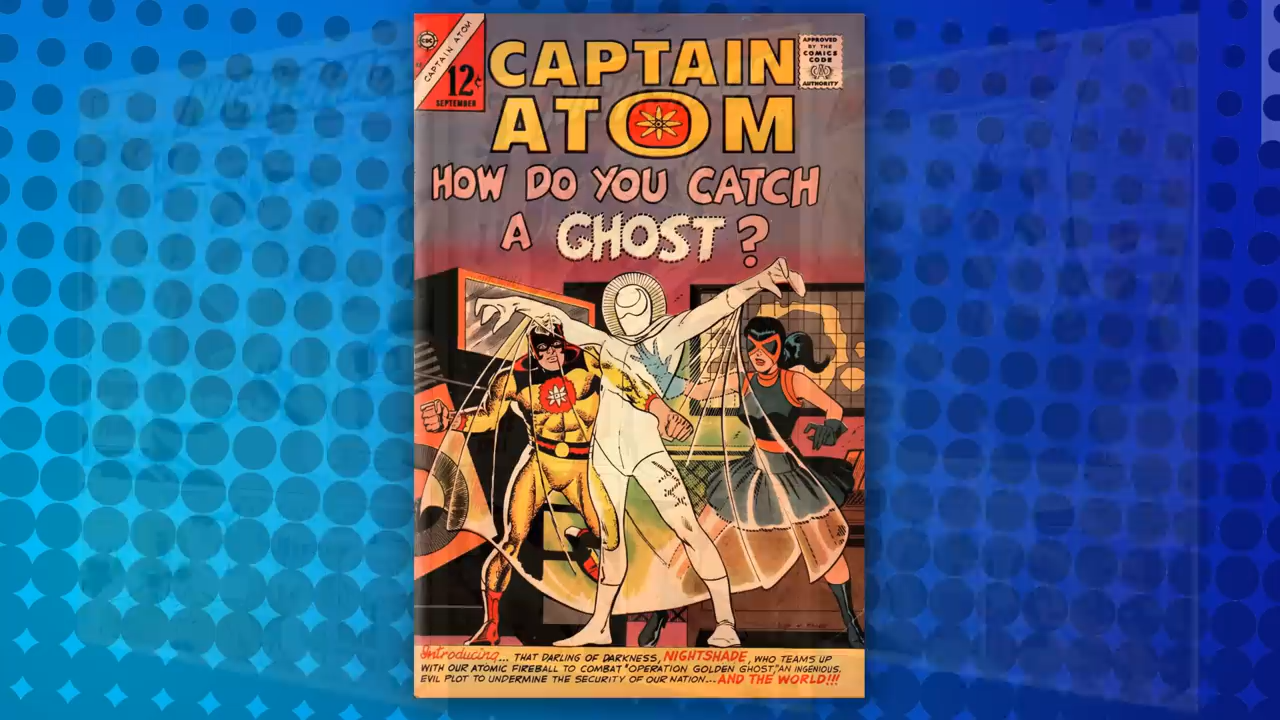 CDC
CAPTAIN ATOM
12¢
SEPTEMBER
CAPTAIN
ATOM
APPROVED
BY THE
COMICS
CODE
AUTHORITY
HOW DO YOU CATCH
A GHOST?
Introducing... THAT DARLING OF DARKNESS, NIGHTSHADE, WHO TEAMS UP
WITH OUR ATOMIC FIREBALL TO COMBAT "OPERATION GOLDEN GHOST," AN INGENIOUS,
EVIL PLOT TO UNDERMINE THE SECURITY OF OUR NATION... AND THE WORLD!!!